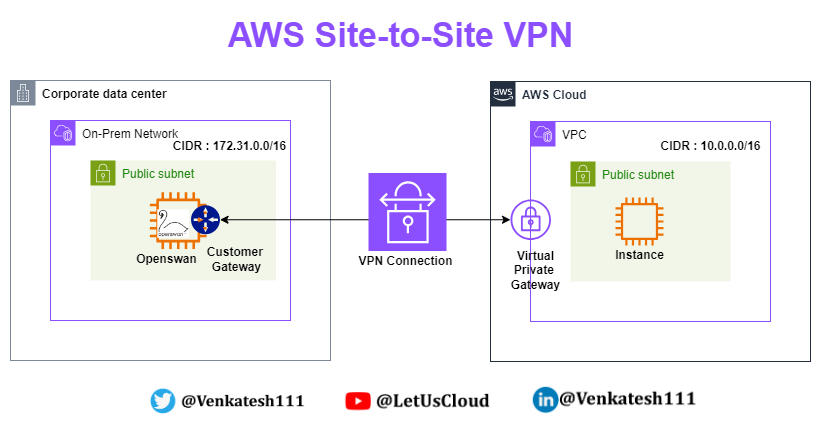 AWS Site-to-Site VPN
Corporate data center
On-Prem Network
CIDR : 172.31.0.0/16
Public subnet
openswan
Openswan
Customer
Gateway
VPN Connection
aws
AWS Cloud
VPC
CIDR : 10.0.0.0/16
Public subnet
Instance
Virtual
Private
Gateway
@Venkatesh111
@LetUsCloud
in
@Venkatesh111